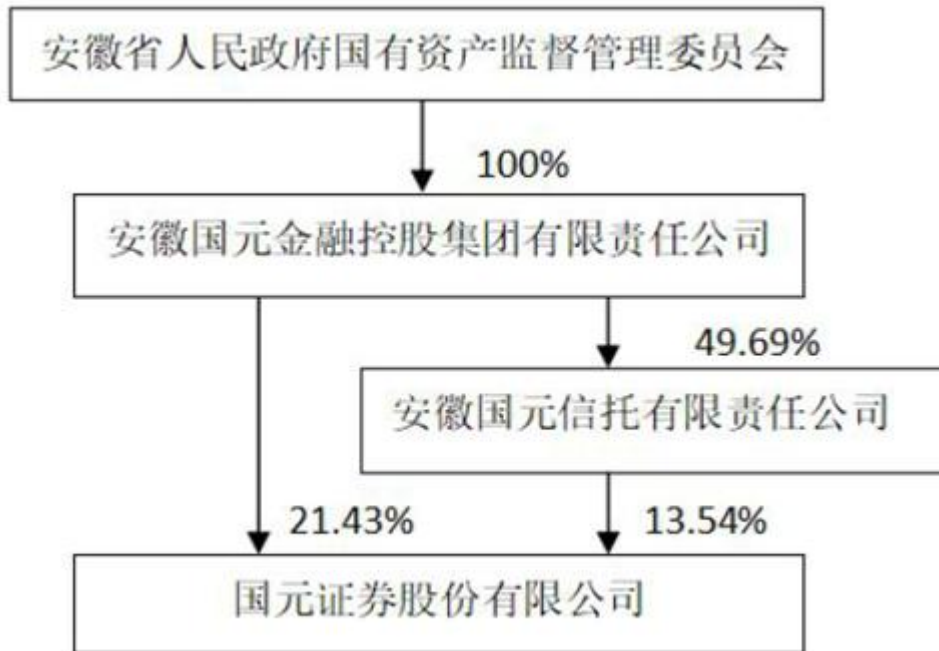 安徽省人民政府国有资产监督管理委员会
100%
安徽国元金融控股集团有限责任公司
49.69%
安徽国元信托有限责任公司
21.43%
13.54%
国元证券股份有限公司